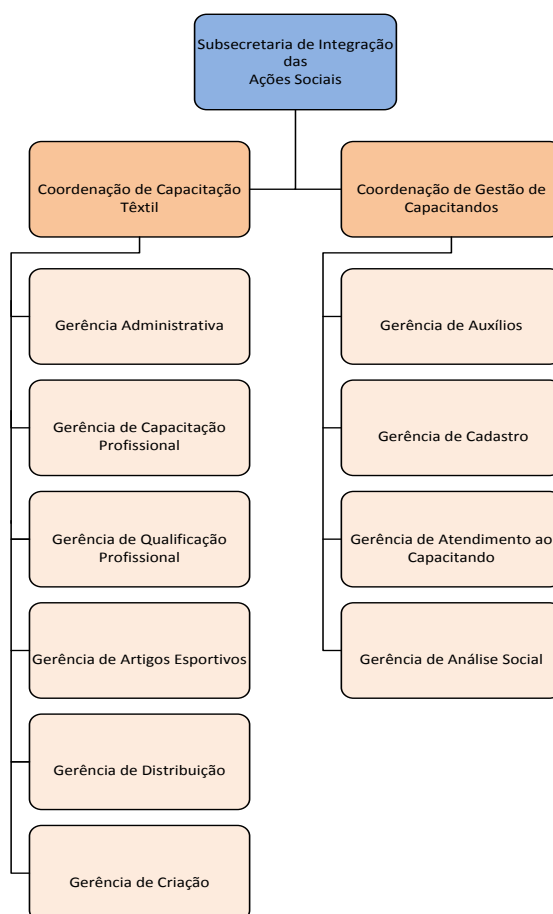 Subsecretaria de Integração
das
Ações Sociais
Coordenação de Capacitação
Têxtil
Gerência Administrativa
Gerência de Capacitação
Profissional
Gerência de Qualificação
Profissional
Gerência de Artigos Esportivos
Gerência de Distribuição
Gerência de Criação
Coordenação de Gestão de
Capacitandos
Gerência de Auxílios
Gerência de Cadastro
Gerência de Atendimento ao
Capacitando
Gerência de Análise Social